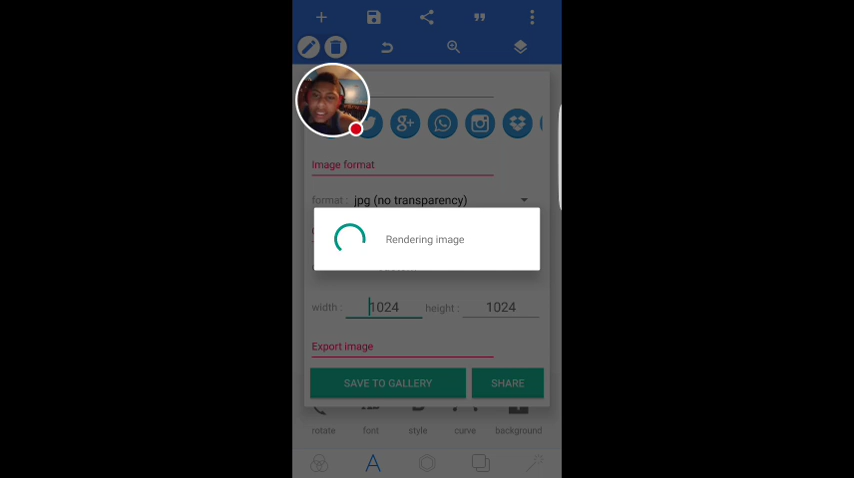 Image format
format : jpg (no transparency)
Rendering image
width : 1024 height : 1024
Export image
SAVE TO GALLERY SHARE
rotate font style curve background